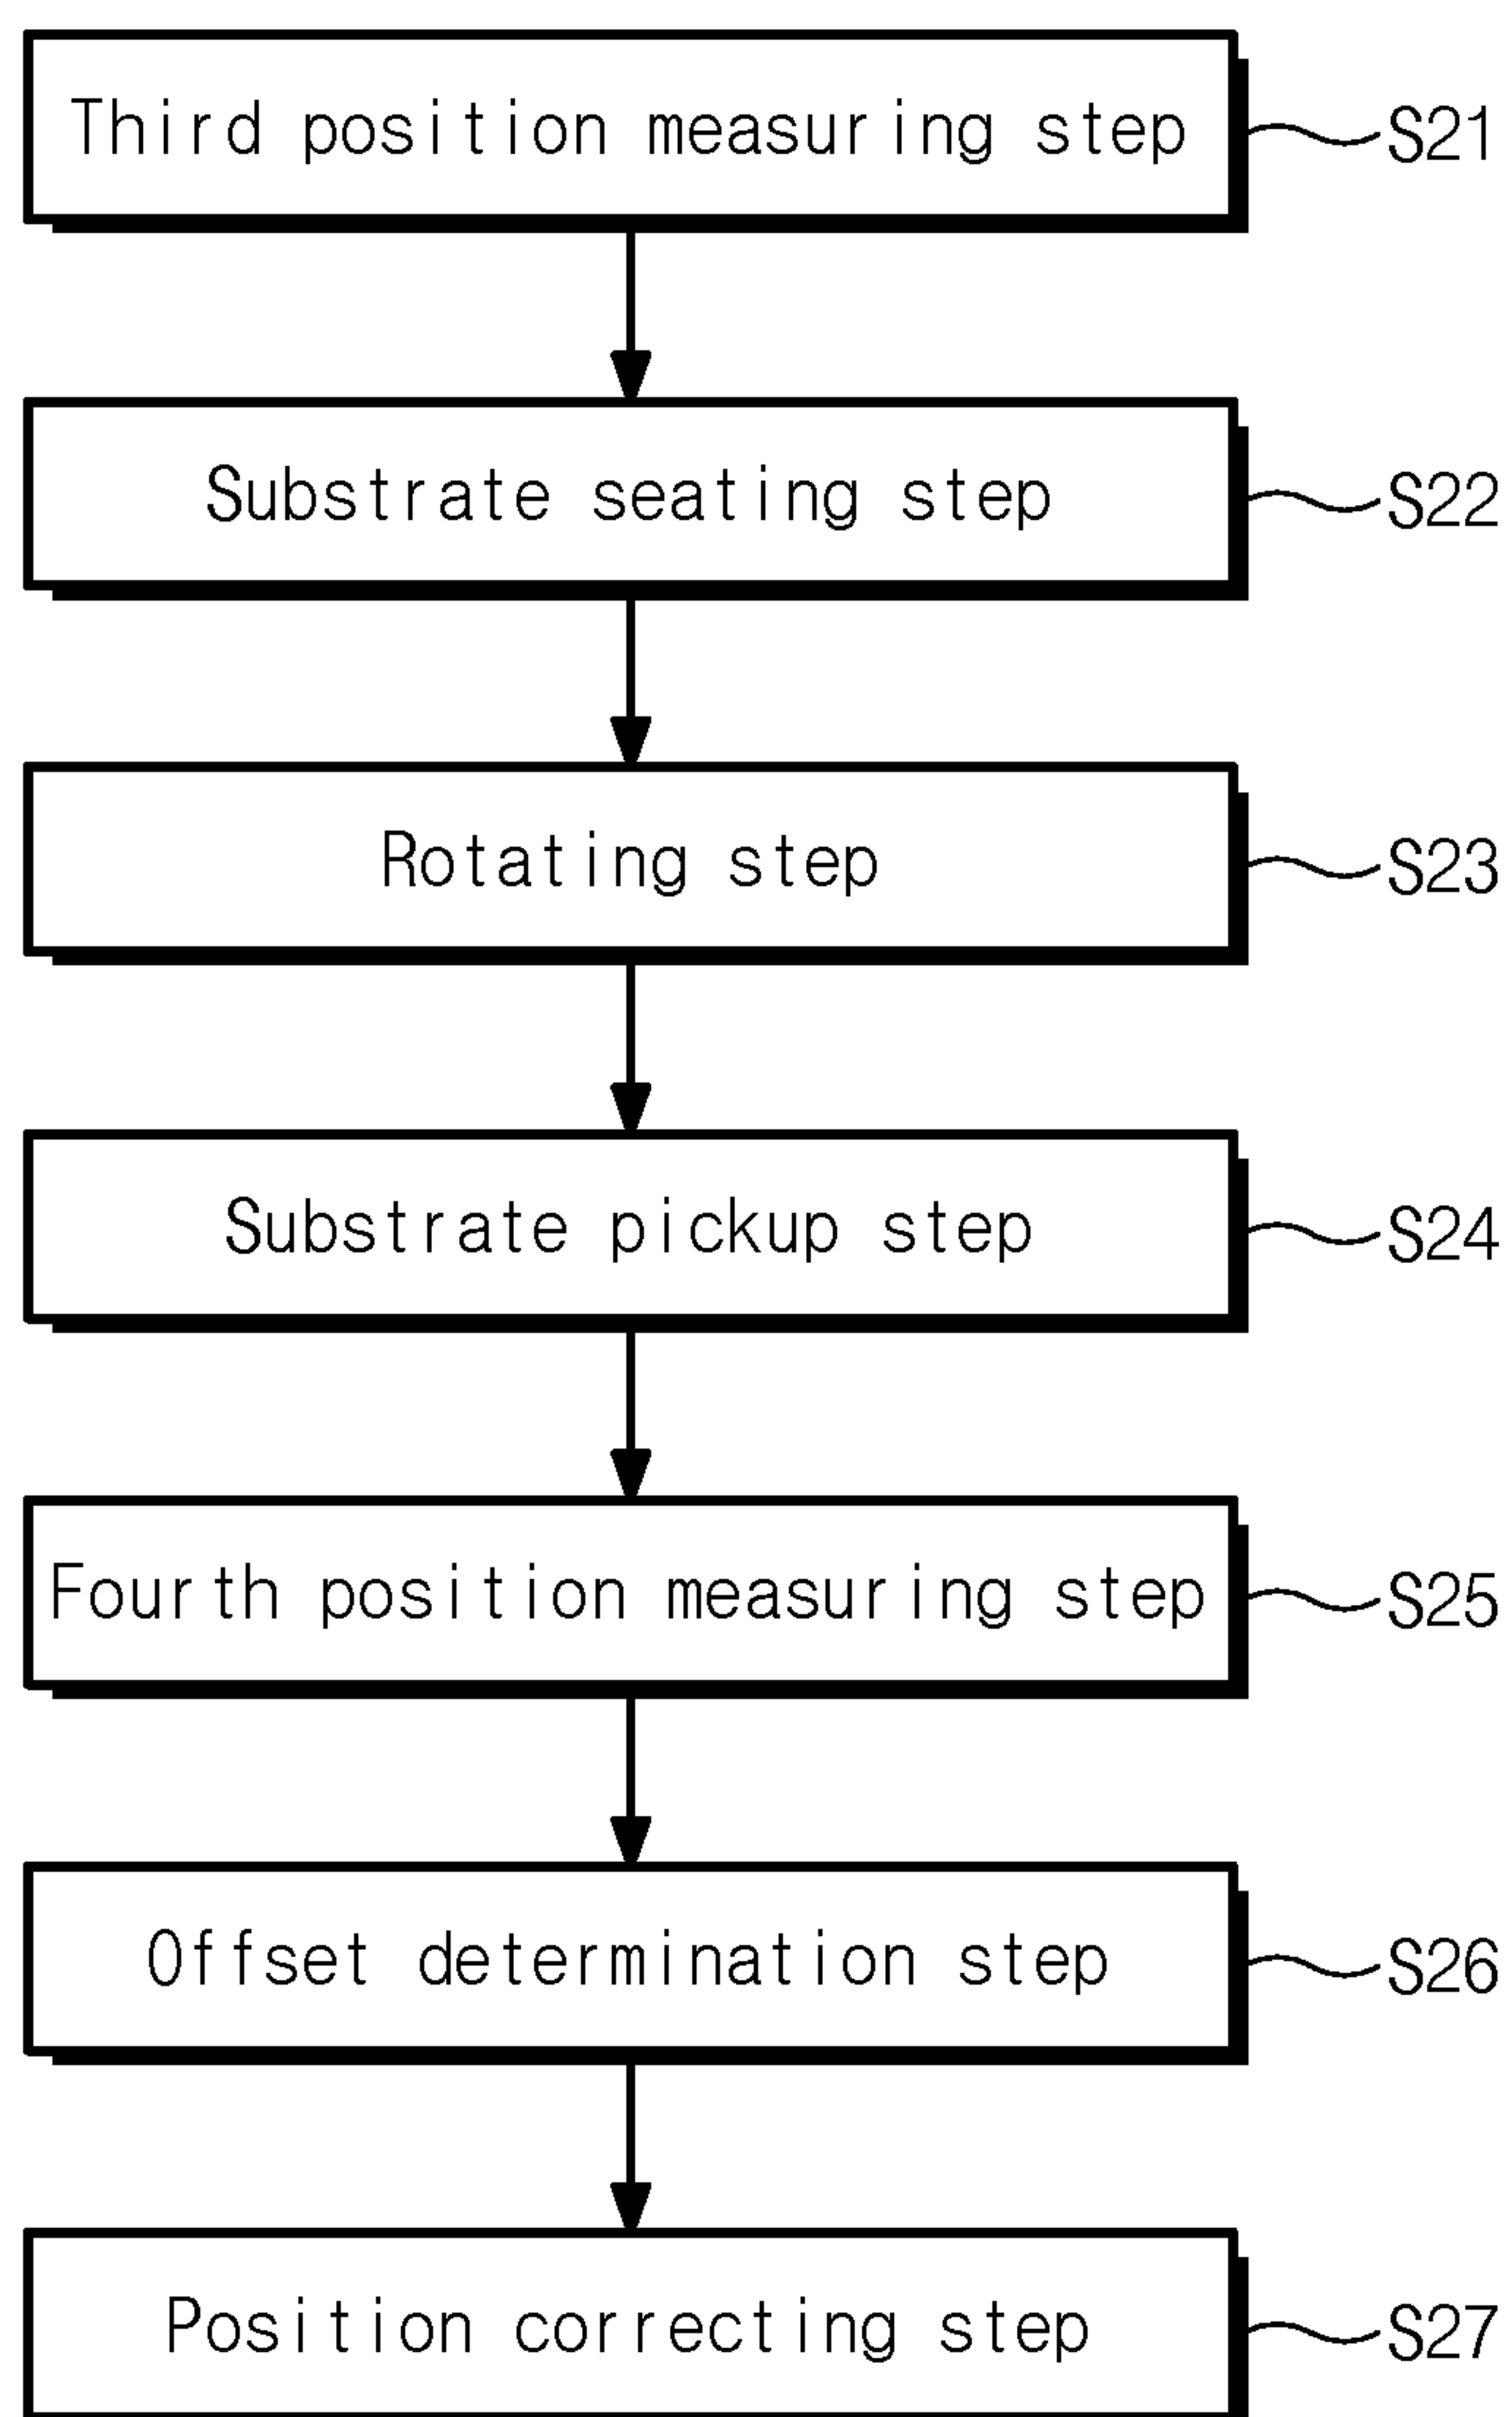 Third position measuring step S21
Substrate seating step S22
Rotating step S23
Substrate pickup step S24
Fourth position measuring step S25
Offset determination step S26
Position correcting step S27